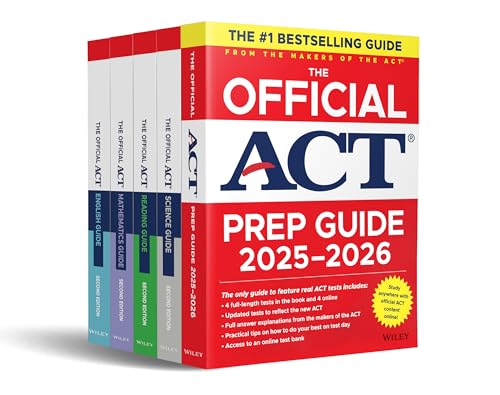 THE #1 BESTSELLING GUIDE
FROM THE MAKERS OF THE ACT®
THE
OFFICIAL
ACT®
PREP GUIDE
2025–2026
The only guide to feature real ACT tests includes:
• 4 full-length tests in the book and 4 online
• Updated tests to reflect the new ACT
• Full answer explanations from the makers of the ACT
• Practical tips on how to do your best on test day
• Access to an online test bank
Study
anywhere with
official ACT
content online!
WILEY
THE OFFICIAL ACT PREP GUIDE 2025–2026
WILEY
THE OFFICIAL ACT SCIENCE GUIDE SECOND EDITION
WILEY
THE OFFICIAL ACT READING GUIDE SECOND EDITION
WILEY
THE OFFICIAL ACT MATHEMATICS GUIDE SECOND EDITION
WILEY
THE OFFICIAL ACT ENGLISH GUIDE SECOND EDITION
WILEY